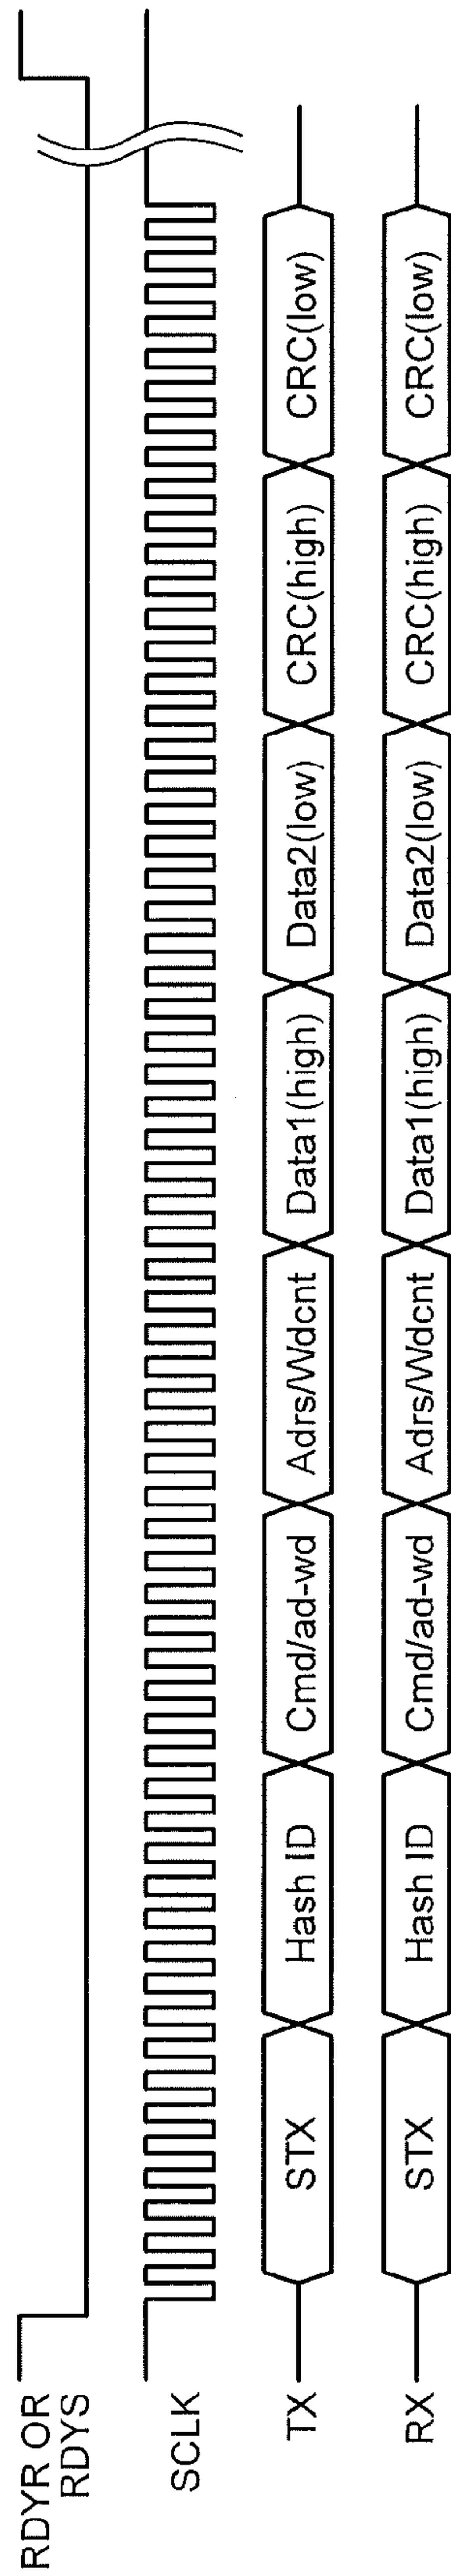 RDYR OR
RDYS
SCLK
TX
STX
Hash ID
Cmd/ad-wd
Adrs/Wdcnt
Data1(high)
Data2(low)
CRC(high)
CRC(low)
RX
STX
Hash ID
Cmd/ad-wd
Adrs/Wdcnt
Data1(high)
Data2(low)
CRC(high)
CRC(low)